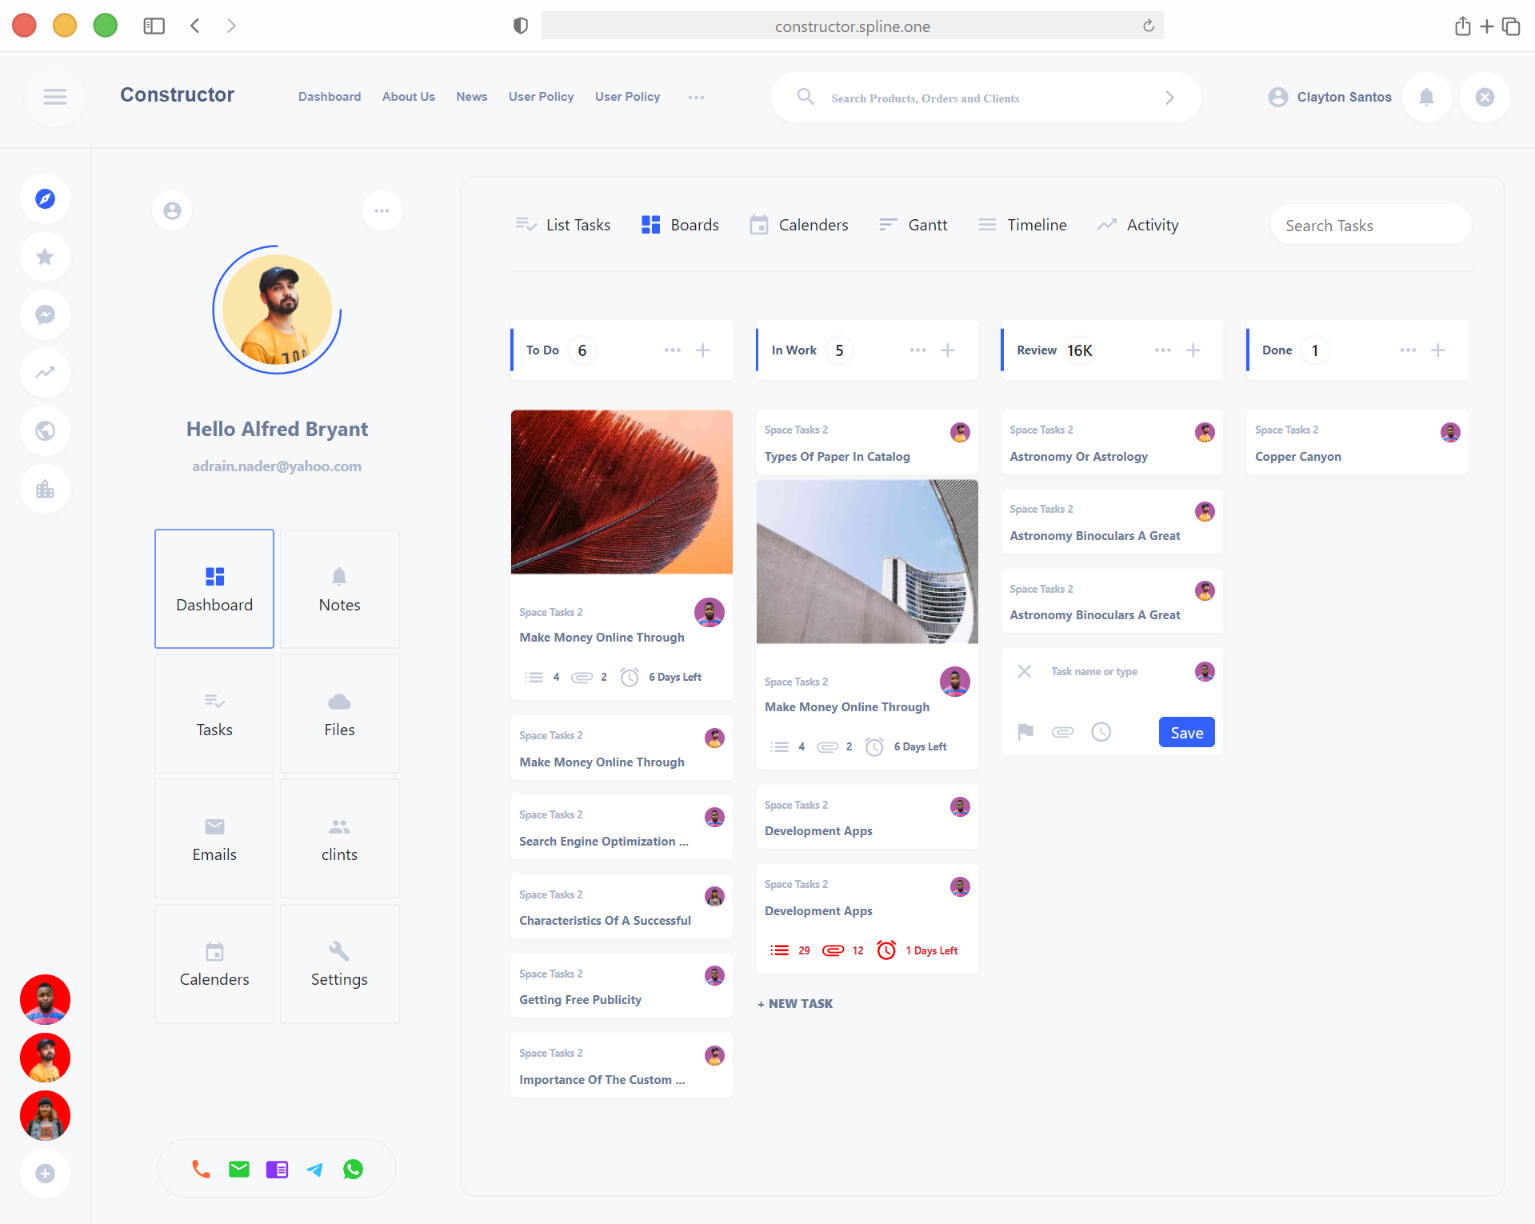 constructor.spline.one
Constructor
Dashboard About Us News User Policy User Policy
Search Products, Orders and Clients
Clayton Santos
Hello Alfred Bryant
adrain.nader@yahoo.com
Dashboard
Notes
Tasks
Files
Emails
clints
Calenders
Settings
List Tasks Boards Calenders Gantt Timeline Activity
Search Tasks
To Do 6
Space Tasks 2
Make Money Online Through
4 2 6 Days Left
Space Tasks 2
Make Money Online Through
Space Tasks 2
Search Engine Optimization ...
Space Tasks 2
Characteristics Of A Successful
Space Tasks 2
Getting Free Publicity
Space Tasks 2
Importance Of The Custom ...
In Work 5
Space Tasks 2
Types Of Paper In Catalog
Space Tasks 2
Make Money Online Through
4 2 6 Days Left
Space Tasks 2
Development Apps
Space Tasks 2
Development Apps
29 12 1 Days Left
+ NEW TASK
Review 16K
Space Tasks 2
Astronomy Or Astrology
Space Tasks 2
Astronomy Binoculars A Great
Space Tasks 2
Astronomy Binoculars A Great
Task name or type
Save
Done 1
Space Tasks 2
Copper Canyon